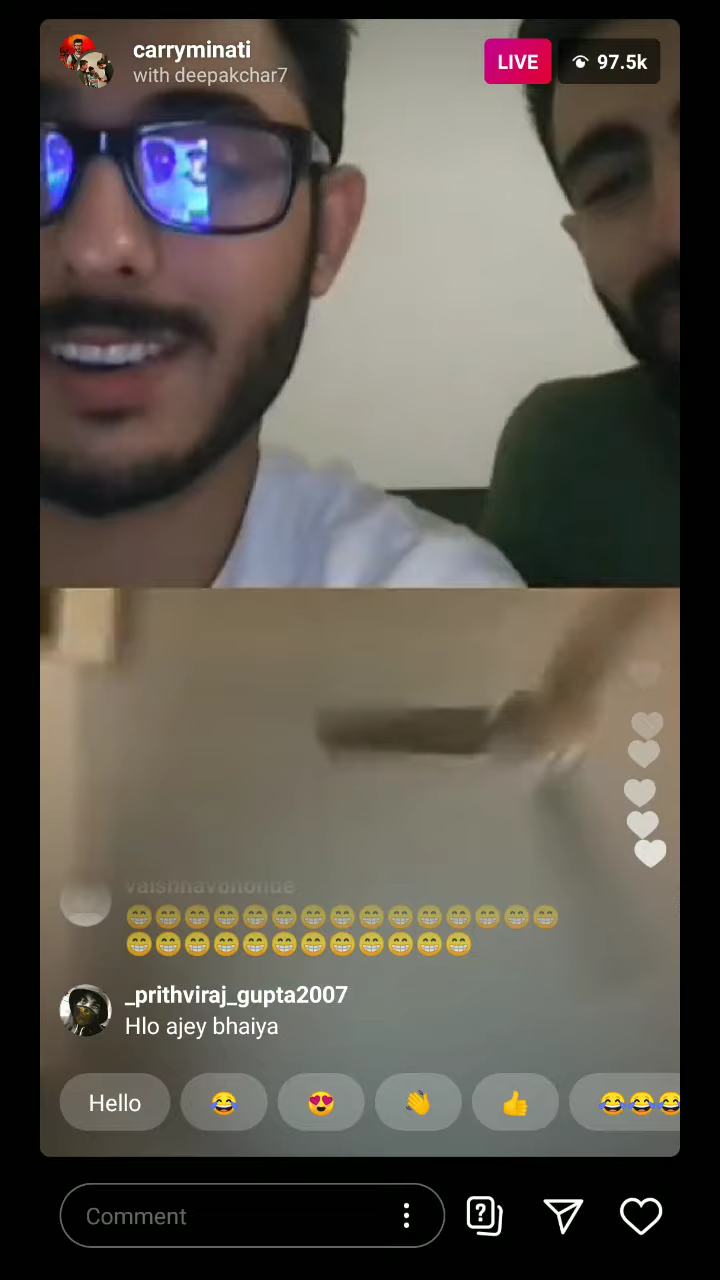 carryminati
with deepakchar7
LIVE
97.5k
😁😁😁😁😁😁😁😁😁😁😁😁😁😁😁
😁😁😁😁😁😁😁😁😁😁😁😁
_prithviraj_gupta2007
Hlo ajey bhaiya
Hello 😂 😍 👋 👍 😂😂😂
Comment